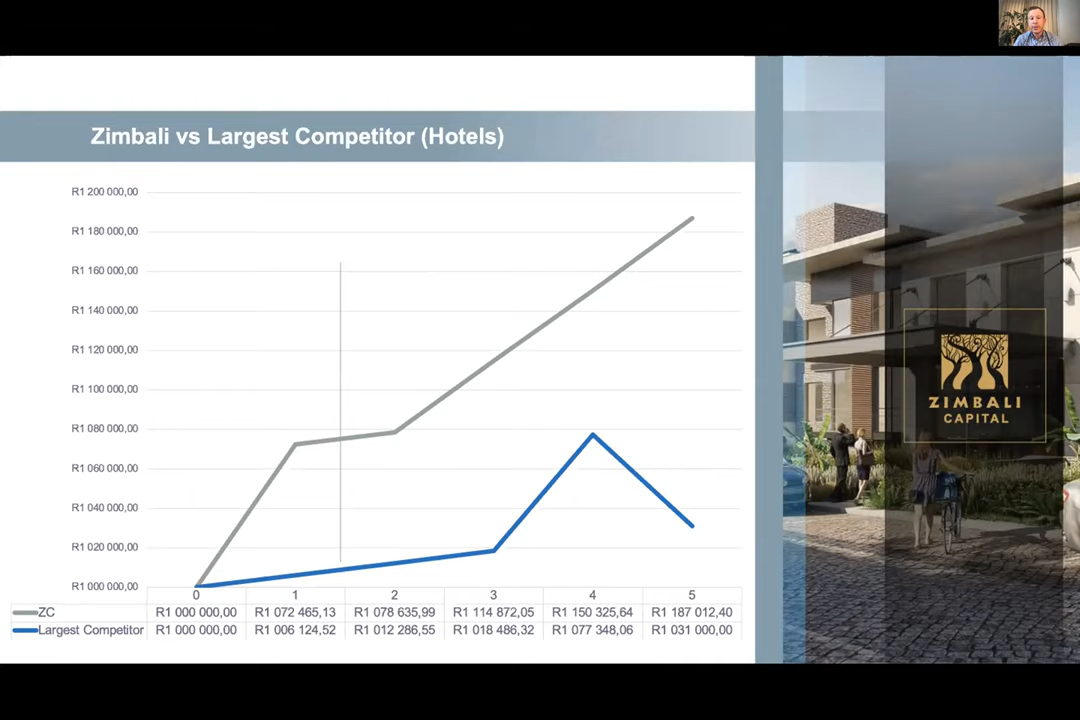 Zimbali vs Largest Competitor (Hotels)
R1 200 000,00
R1 180 000,00
R1 160 000,00
R1 140 000,00
R1 120 000,00
R1 100 000,00
R1 080 000,00
R1 060 000,00
R1 040 000,00
R1 020 000,00
R1 000 000,00
0 1 2 3 4 5
ZC R1 000 000,00 R1 072 465,13 R1 078 635,99 R1 114 872,05 R1 150 325,64 R1 187 012,40
Largest Competitor R1 000 000,00 R1 006 124,52 R1 012 286,55 R1 018 486,32 R1 077 348,06 R1 031 000,00
ZIMBALI
CAPITAL